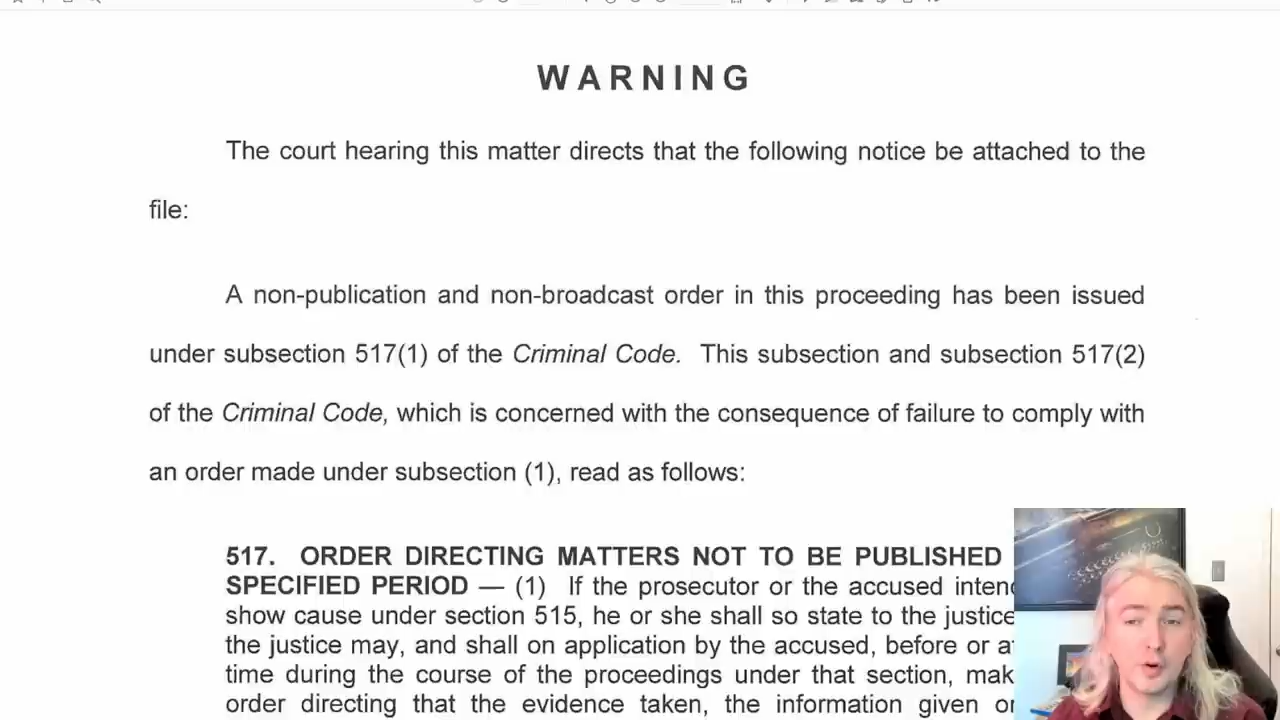 WARNING
The court hearing this matter directs that the following notice be attached to the
file:
A non-publication and non-broadcast order in this proceeding has been issued
under subsection 517(1) of the Criminal Code. This subsection and subsection 517(2)
of the Criminal Code, which is concerned with the consequence of failure to comply with
an order made under subsection (1), read as follows:
517. ORDER DIRECTING MATTERS NOT TO BE PUBLISHED
SPECIFIED PERIOD — (1) If the prosecutor or the accused
show cause under section 515, he or she shall so state to the justice
the justice may, and shall on application by the accused, before or
time during the course of the proceedings under that section,
order directing that the evidence taken, the information given